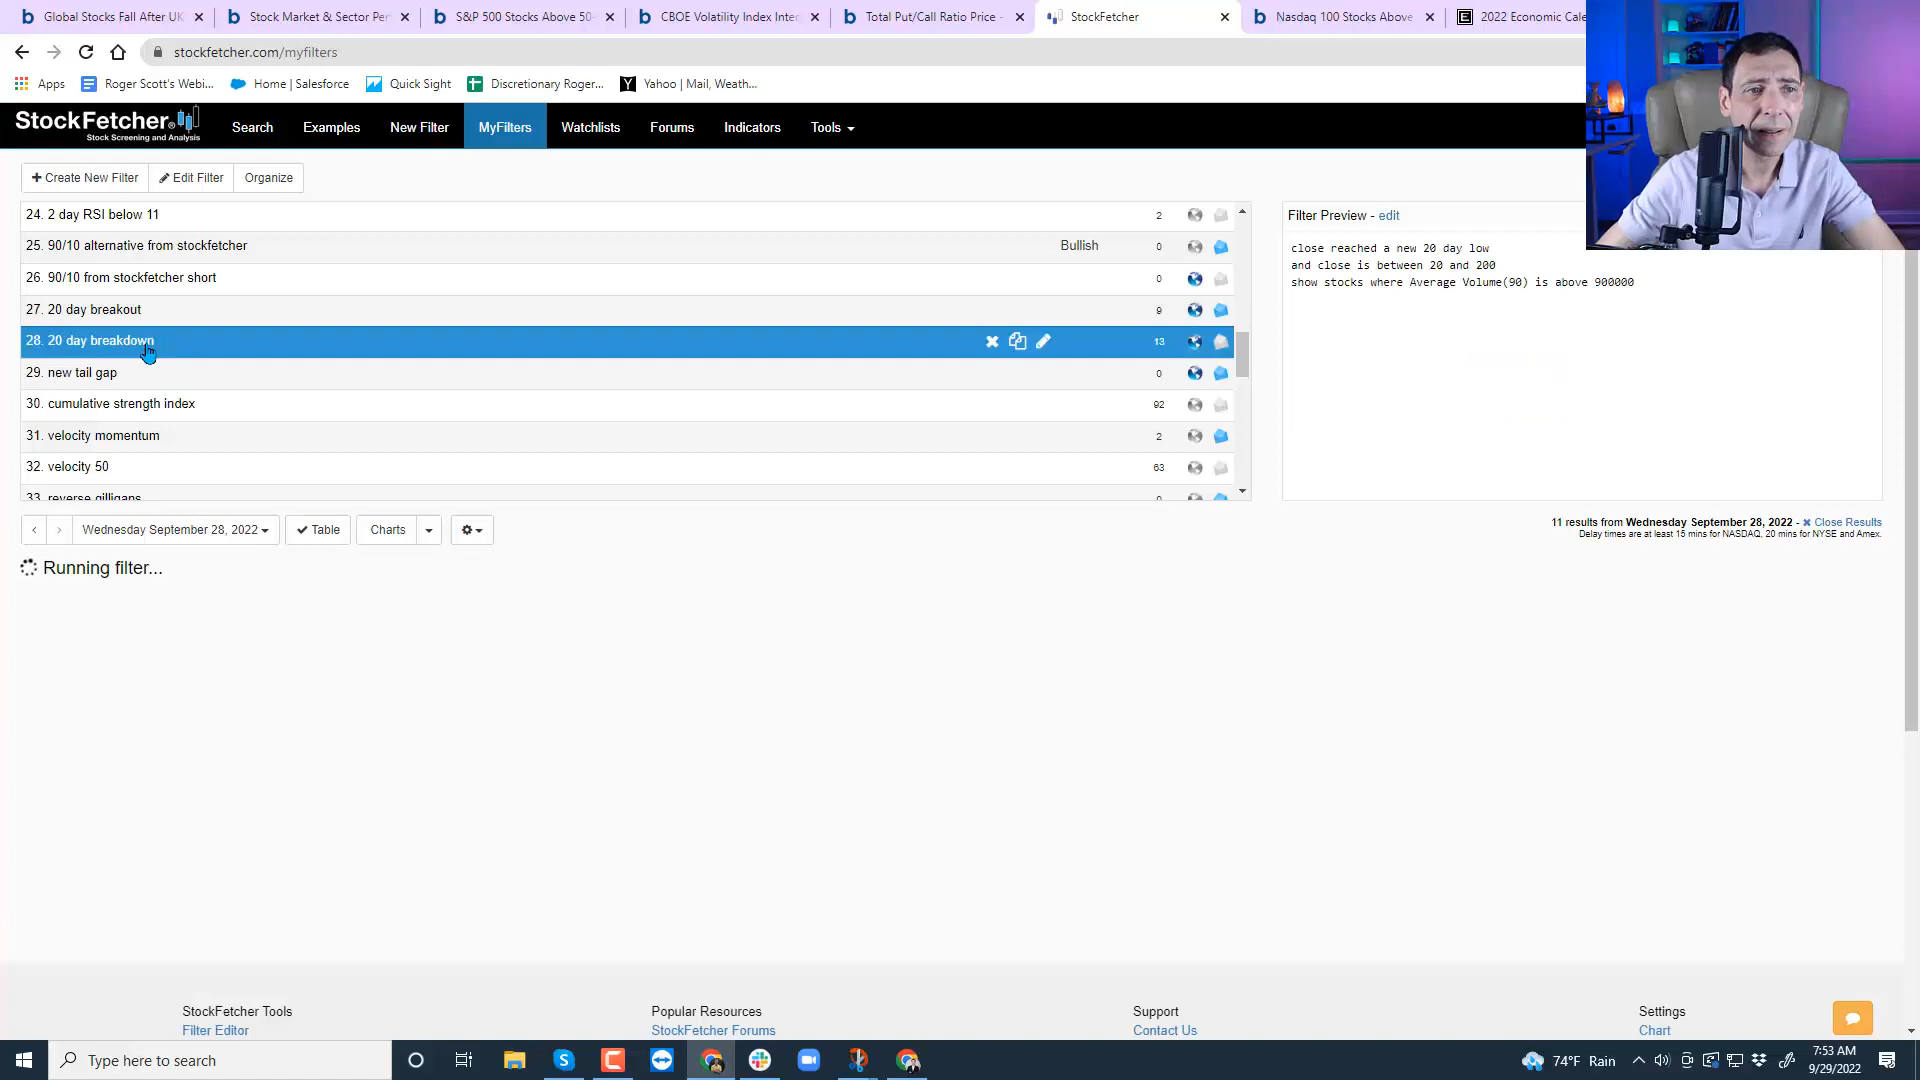 Global Stocks Fall After UK
Stock Market & Sector Per
S&P 500 Stocks Above 50-
CBOE Volatility Index Inter
Total Put/Call Ratio Price -
StockFetcher
Nasdaq 100 Stocks Above
2022 Economic Cale
stockfetcher.com/myfilters
Apps
Roger Scott's Webi...
Home | Salesforce
Quick Sight
Discretionary Roger...
Yahoo | Mail, Weath...
StockFetcher
Stock Screening and Analysis
Search
Examples
New Filter
MyFilters
Watchlists
Forums
Indicators
Tools
Create New Filter
Edit Filter
Organize
24. 2 day RSI below 11 2
25. 90/10 alternative from stockfetcher Bullish 0
26. 90/10 from stockfetcher short 0
27. 20 day breakout 9
28. 20 day breakdown 13
29. new tail gap 0
30. cumulative strength index 92
31. velocity momentum 2
32. velocity 50 63
33. reverse gilligans 0
Filter Preview - edit
close reached a new 20 day low
and close is between 20 and 200
show stocks where Average Volume(90) is above 900000
Wednesday September 28, 2022
Table
Charts
11 results from Wednesday September 28, 2022 - Close Results
Delay times are at least 15 mins for NASDAQ, 20 mins for NYSE and Amex.
Running filter...
StockFetcher Tools
Filter Editor
Popular Resources
StockFetcher Forums
Support
Contact Us
Settings
Chart
Type here to search
74°F Rain
7:53 AM
9/29/2022